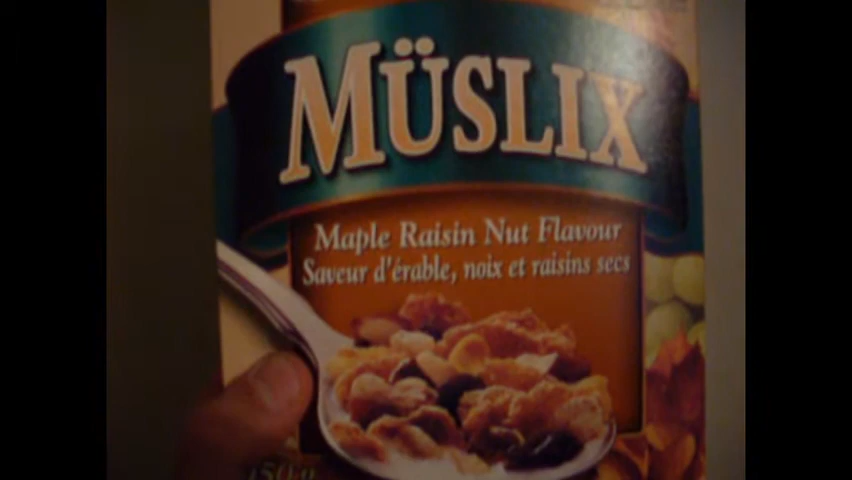 MÜSLIX
Maple Raisin Nut Flavour
Saveur d'érable, noix et raisins secs